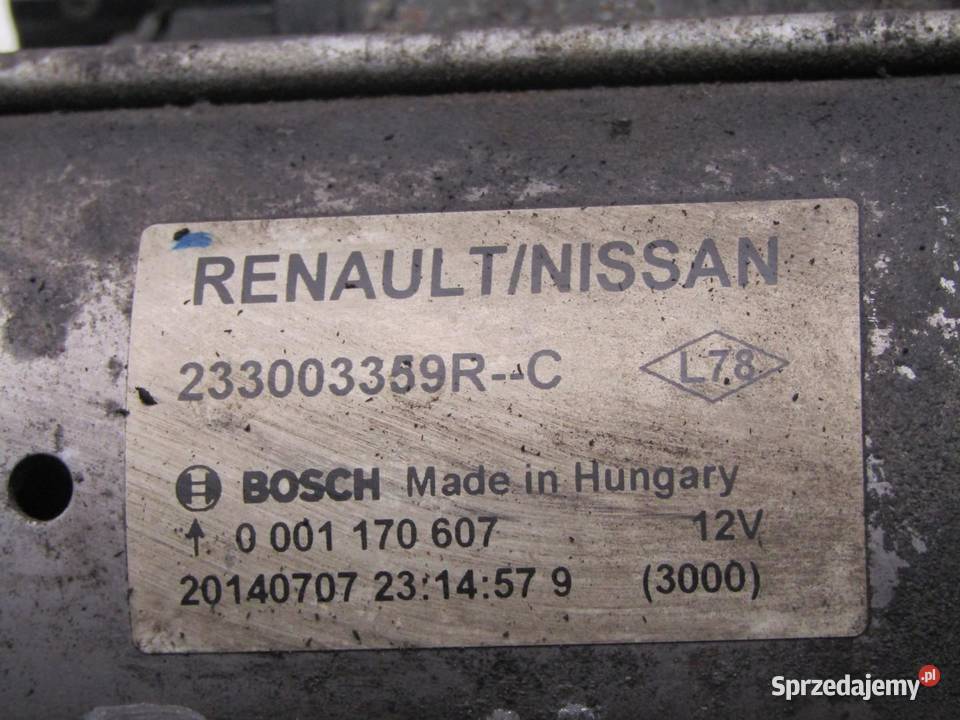 RENAULT/NISSAN
233003359R--C
L78
BOSCH Made in Hungary
0 001 170 607 12V
20140707 23:14:57 9 (3000)
Sprzedajemy.pl